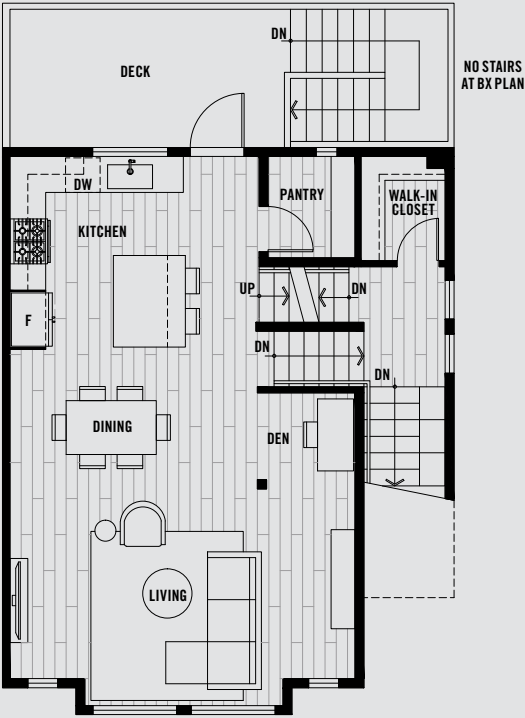 DN
DECK
NO STAIRS
AT BX PLAN
DW
PANTRY
WALK-IN
CLOSET
KITCHEN
UP
DN
F
DN
DN
DINING
DEN
LIVING